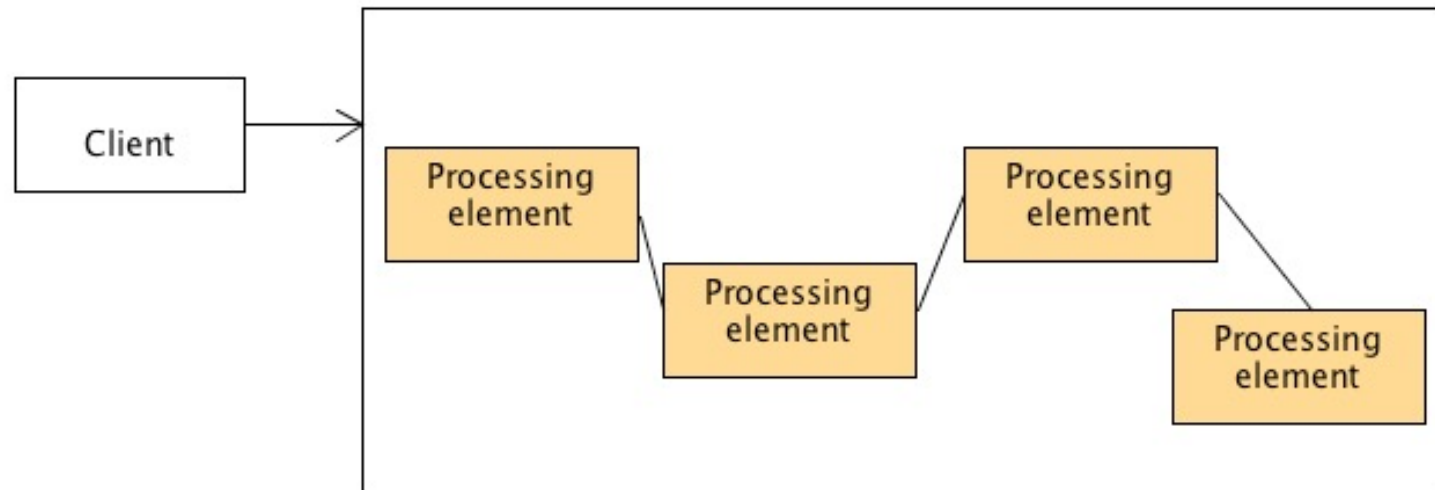 Client
Processing
element
Processing
element
Processing
element
Processing
element